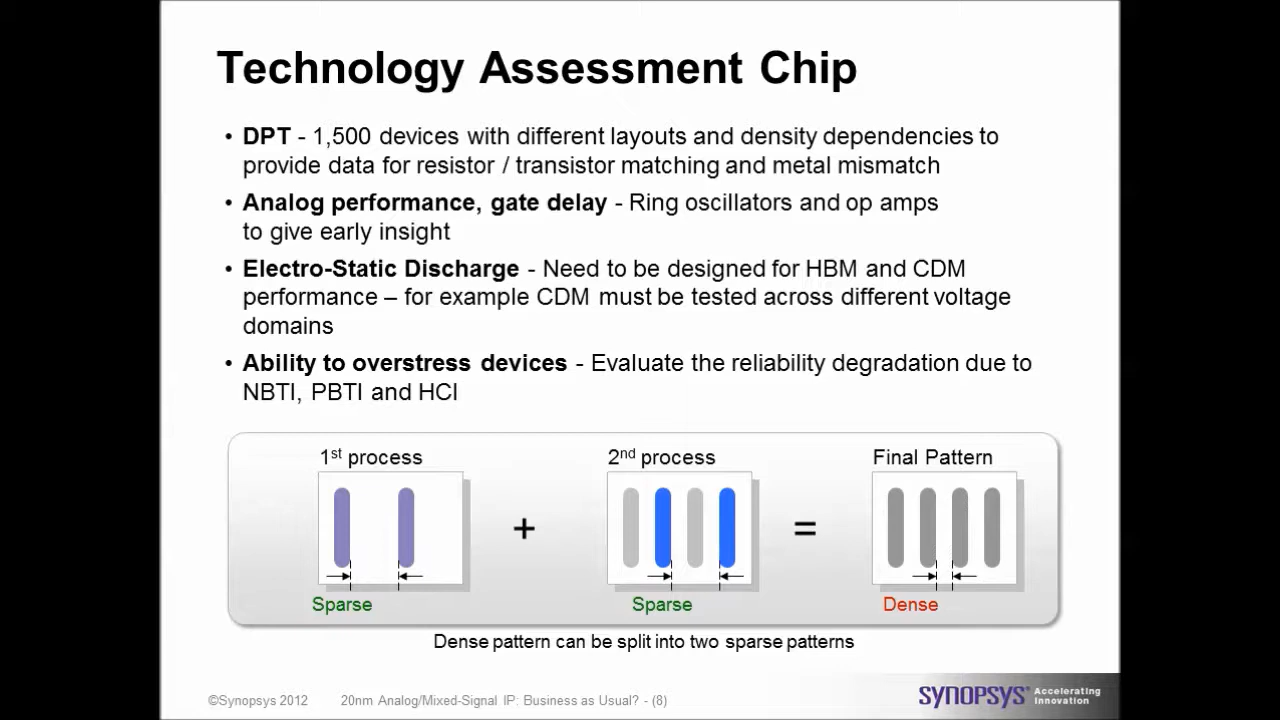 Technology Assessment Chip
• DPT - 1,500 devices with different layouts and density dependencies to
provide data for resistor / transistor matching and metal mismatch
• Analog performance, gate delay - Ring oscillators and op amps
to give early insight
• Electro-Static Discharge - Need to be designed for HBM and CDM
performance – for example CDM must be tested across different voltage
domains
• Ability to overstress devices - Evaluate the reliability degradation due to
NBTI, PBTI and HCI
1st process
2nd process
Final Pattern
+
=
Sparse
Sparse
Dense
Dense pattern can be split into two sparse patterns
©Synopsys 2012
20nm Analog/Mixed-Signal IP: Business as Usual? - (8)
SYNOPSYS®
Accelerating
Innovation